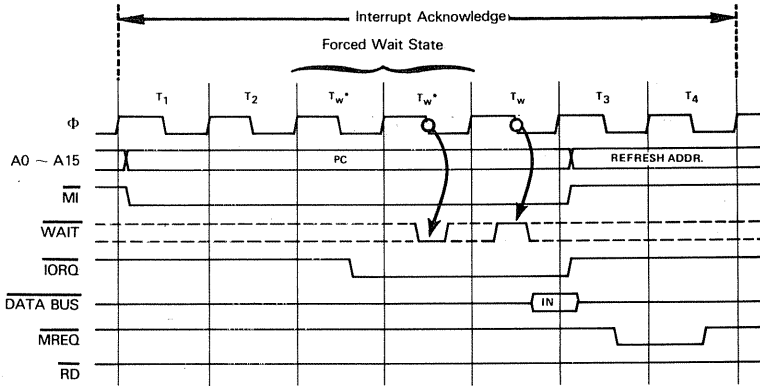 Interrupt Acknowledge
Forced Wait State
T1 T2 Tw* Tw* Tw T3 T4
Φ
A0 ~ A15 PC REFRESH ADDR.
MI
WAIT
IORQ
DATA BUS IN
MREQ
RD